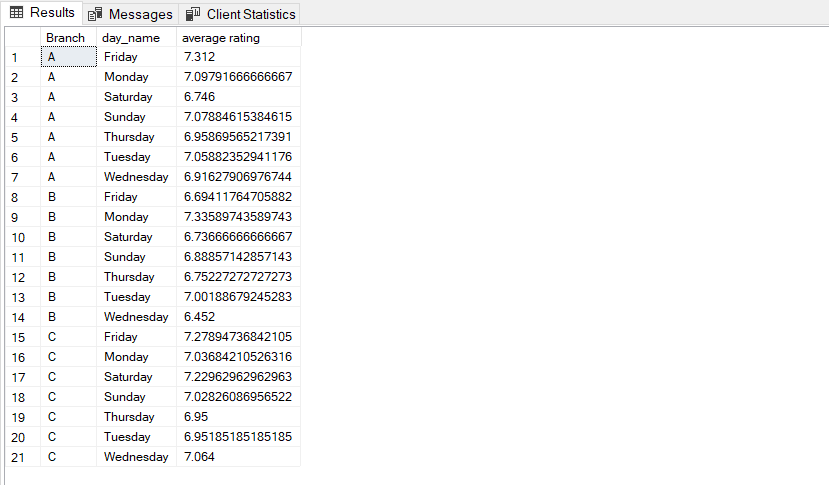 Results Messages Client Statistics
Branch day_name average rating
1 A Friday 7.312
2 A Monday 7.09791666666667
3 A Saturday 6.746
4 A Sunday 7.07884615384615
5 A Thursday 6.95869565217391
6 A Tuesday 7.05882352941176
7 A Wednesday 6.91627906976744
8 B Friday 6.69411764705882
9 B Monday 7.33589743589743
10 B Saturday 6.73666666666667
11 B Sunday 6.88857142857143
12 B Thursday 6.75227272727273
13 B Tuesday 7.00188679245283
14 B Wednesday 6.452
15 C Friday 7.27894736842105
16 C Monday 7.03684210526316
17 C Saturday 7.22962962962963
18 C Sunday 7.02826086956522
19 C Thursday 6.95
20 C Tuesday 6.95185185185185
21 C Wednesday 7.064